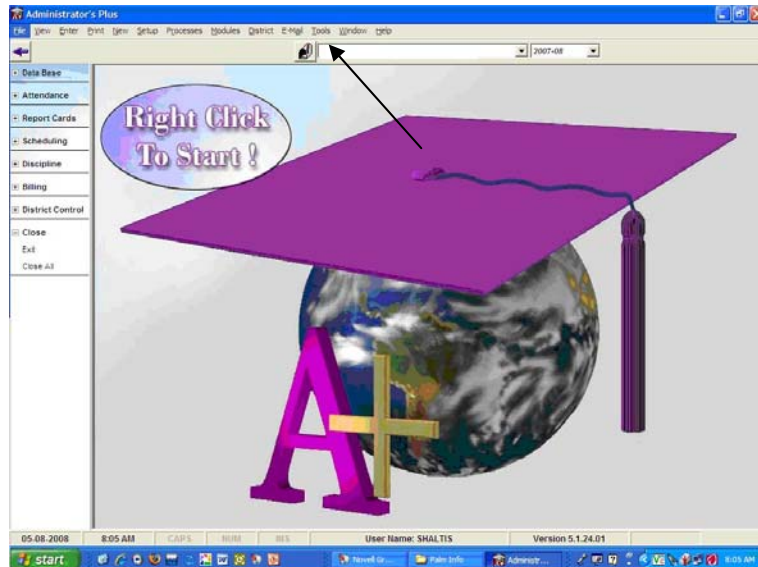 Administrator's Plus
File View Enter Print New Setup Processes Modules District E-Mail Tools Window Help
2007-08
Data Base
Attendance
Report Cards
Scheduling
Discipline
Billing
District Control
Close
Exit
Close All
Right Click
To Start !
A+
05-08-2008 8:05 AM CAPS NUM INS User Name: SHALTIS Version 5.1.24.01
start Novell Gr... Palm Info Administr... 8:05 AM